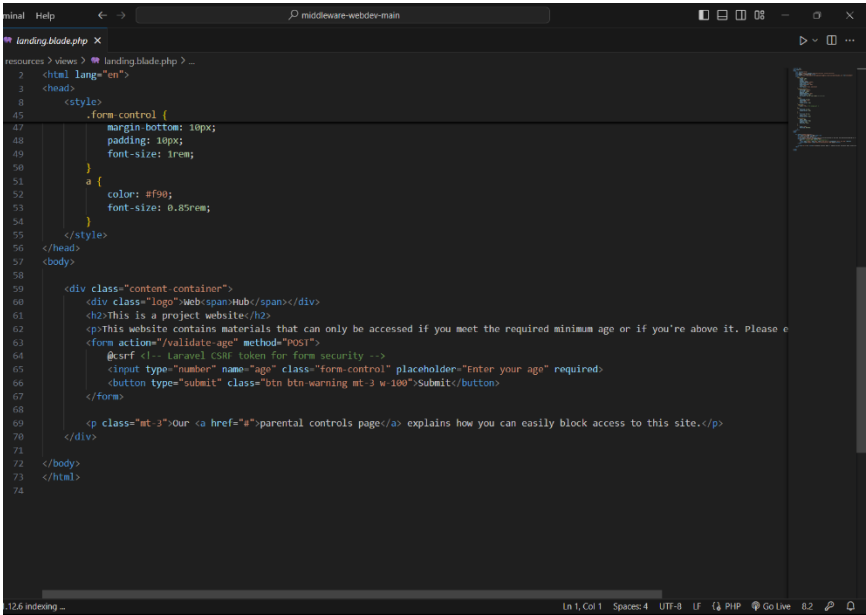 minal Help middleware-webdev-main
landing.blade.php
resources > views > landing.blade.php > ...
2 <html lang="en">
3 <head>
8 <style>
45 .form-control {
47 margin-bottom: 10px;
48 padding: 10px;
49 font-size: 1rem;
50 }
51 a {
52 color: #f90;
53 font-size: 0.85rem;
54 }
55 </style>
56 </head>
57 <body>
58
59 <div class="content-container">
60 <div class="logo">Web<span>Hub</span></div>
61 <h2>This is a project website</h2>
62 <p>This website contains materials that can only be accessed if you meet the required minimum age or if you're above it. Please e
63 <form action="/validate-age" method="POST">
64 @csrf <!-- Laravel CSRF token for form security -->
65 <input type="number" name="age" class="form-control" placeholder="Enter your age" required>
66 <button type="submit" class="btn btn-warning mt-3 w-100">Submit</button>
67 </form>
68
69 <p class="mt-3">Our <a href="#">parental controls page</a> explains how you can easily block access to this site.</p>
70 </div>
71
72 </body>
73 </html>
74
1.12.6 indexing ... Ln 1, Col 1 Spaces: 4 UTF-8 LF PHP Go Live 8.2